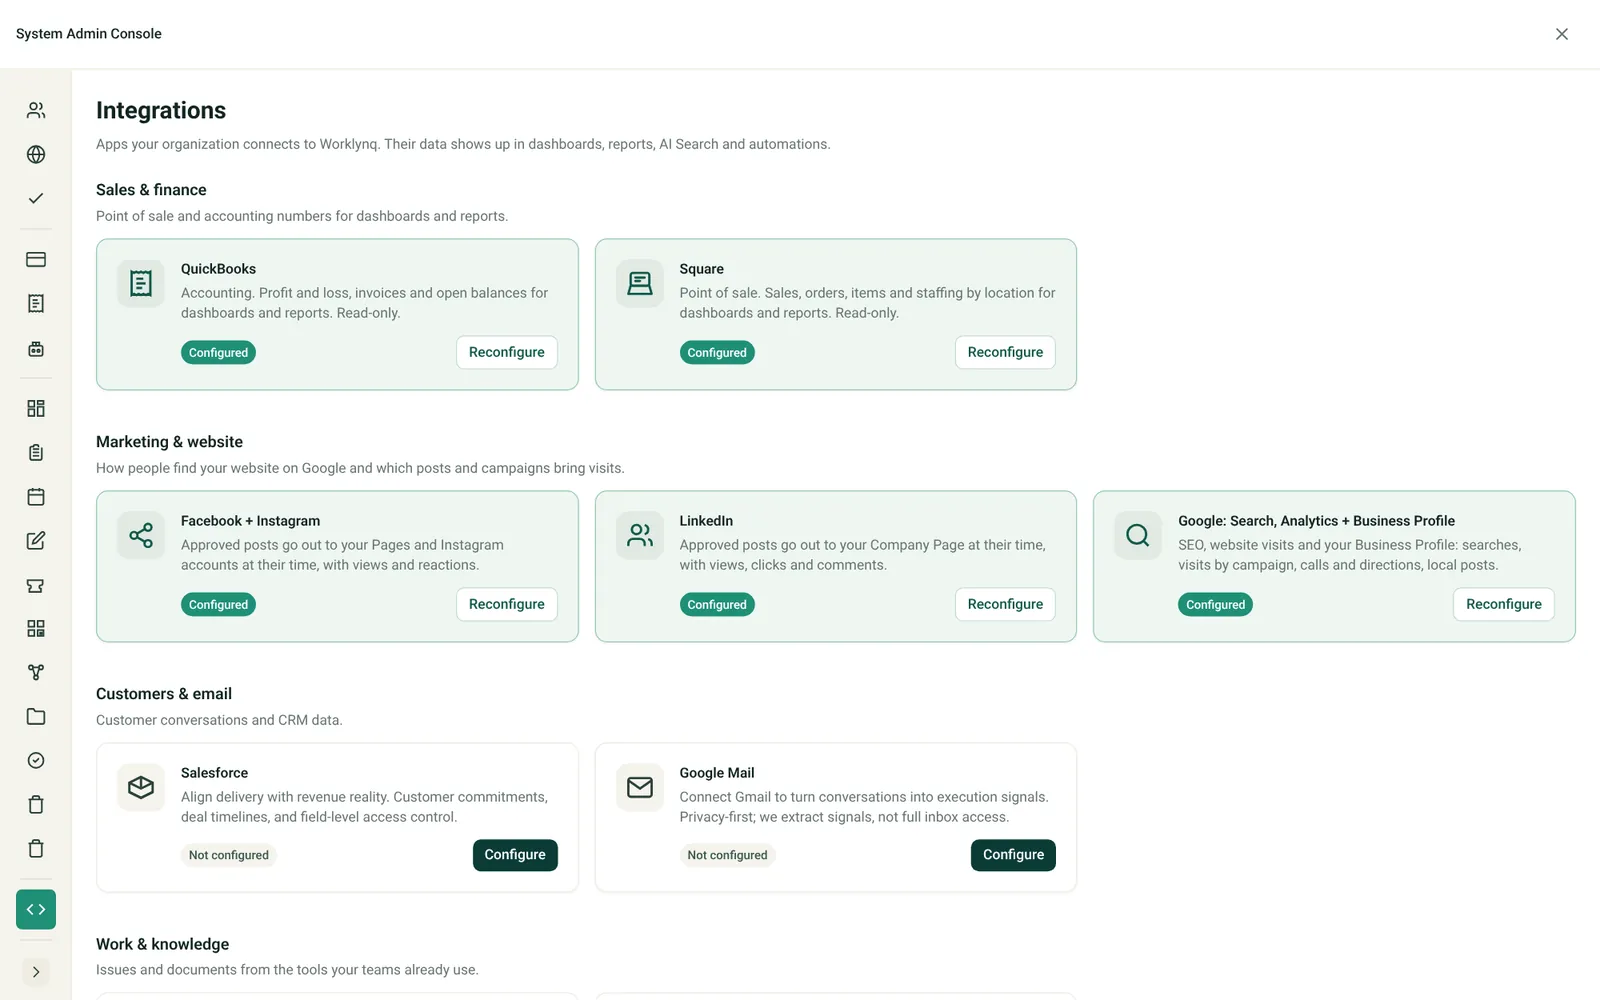 System Admin Console
Integrations
Apps your organization connects to Worklynq. Their data shows up in dashboards, reports, AI Search and automations.
Sales & finance
Point of sale and accounting numbers for dashboards and reports.
QuickBooks
Accounting. Profit and loss, invoices and open balances for
dashboards and reports. Read-only.
Configured
Reconfigure
Square
Point of sale. Sales, orders, items and staffing by location for
dashboards and reports. Read-only.
Configured
Reconfigure
Marketing & website
How people find your website on Google and which posts and campaigns bring visits.
Facebook + Instagram
Approved posts go out to your Pages and Instagram
accounts at their time, with views and reactions.
Configured
Reconfigure
LinkedIn
Approved posts go out to your Company Page at their time,
with views, clicks and comments.
Configured
Reconfigure
Google: Search, Analytics + Business Profile
SEO, website visits and your Business Profile: searches,
visits by campaign, calls and directions, local posts.
Configured
Reconfigure
Customers & email
Customer conversations and CRM data.
Salesforce
Align delivery with revenue reality. Customer commitments,
deal timelines, and field-level access control.
Not configured
Configure
Google Mail
Connect Gmail to turn conversations into execution signals.
Privacy-first; we extract signals, not full inbox access.
Not configured
Configure
Work & knowledge
Issues and documents from the tools your teams already use.